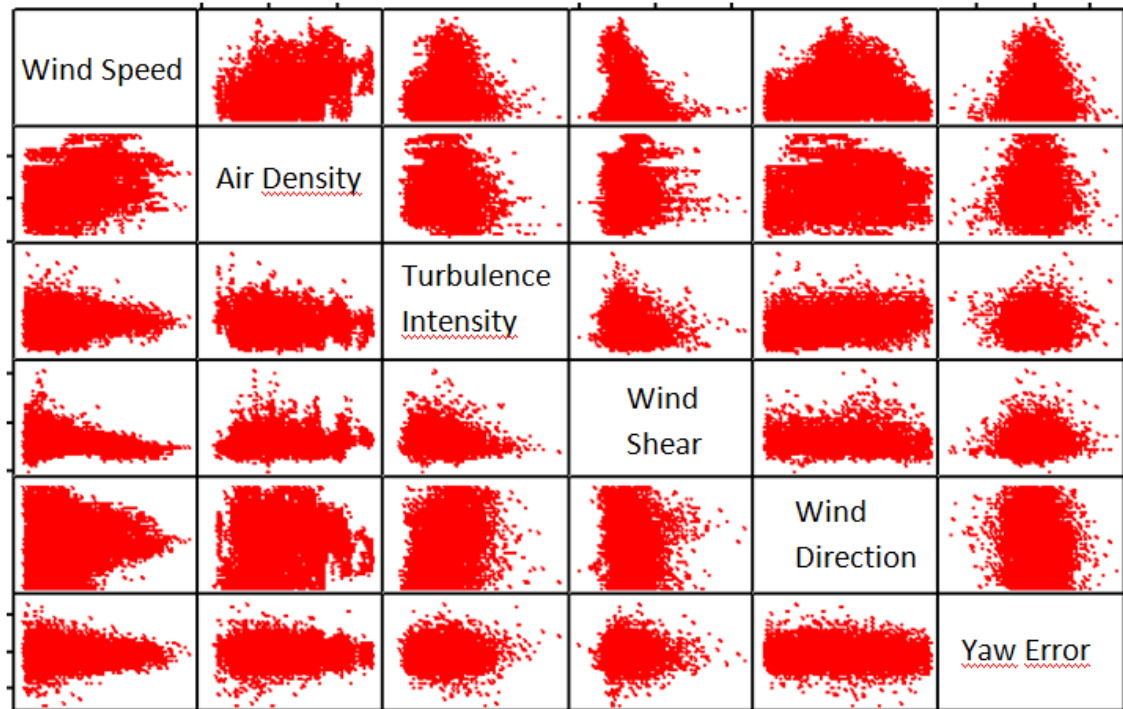 Wind Speed
Air Density
Turbulence
Intensity
Wind
Shear
Wind
Direction
Yaw Error